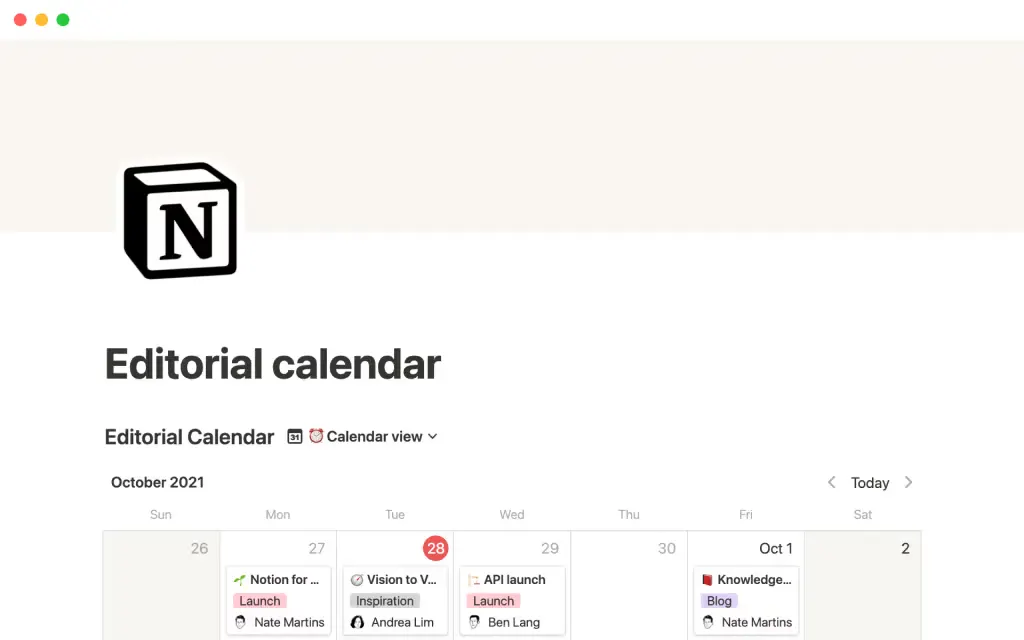 N
Editorial calendar
Editorial Calendar 31 Calendar view
October 2021 Today
Sun Mon Tue Wed Thu Fri Sat
26 27 28 29 30 Oct 1 2
Notion for ... Vision to V... API launch Knowledge...
Launch Inspiration Launch Blog
Nate Martins Andrea Lim Ben Lang Nate Martins